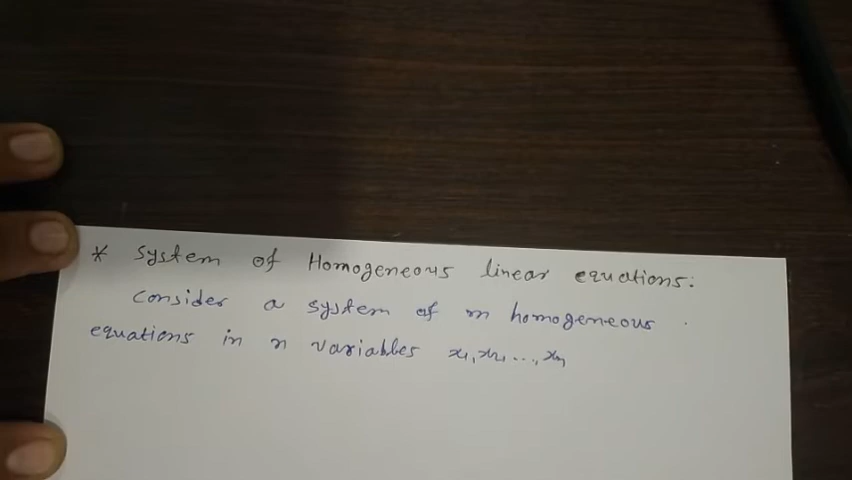 * System of Homogeneous linear equations:
Consider a system of m homogeneous
equations in n variables x₁, x₂, ..., xₙ